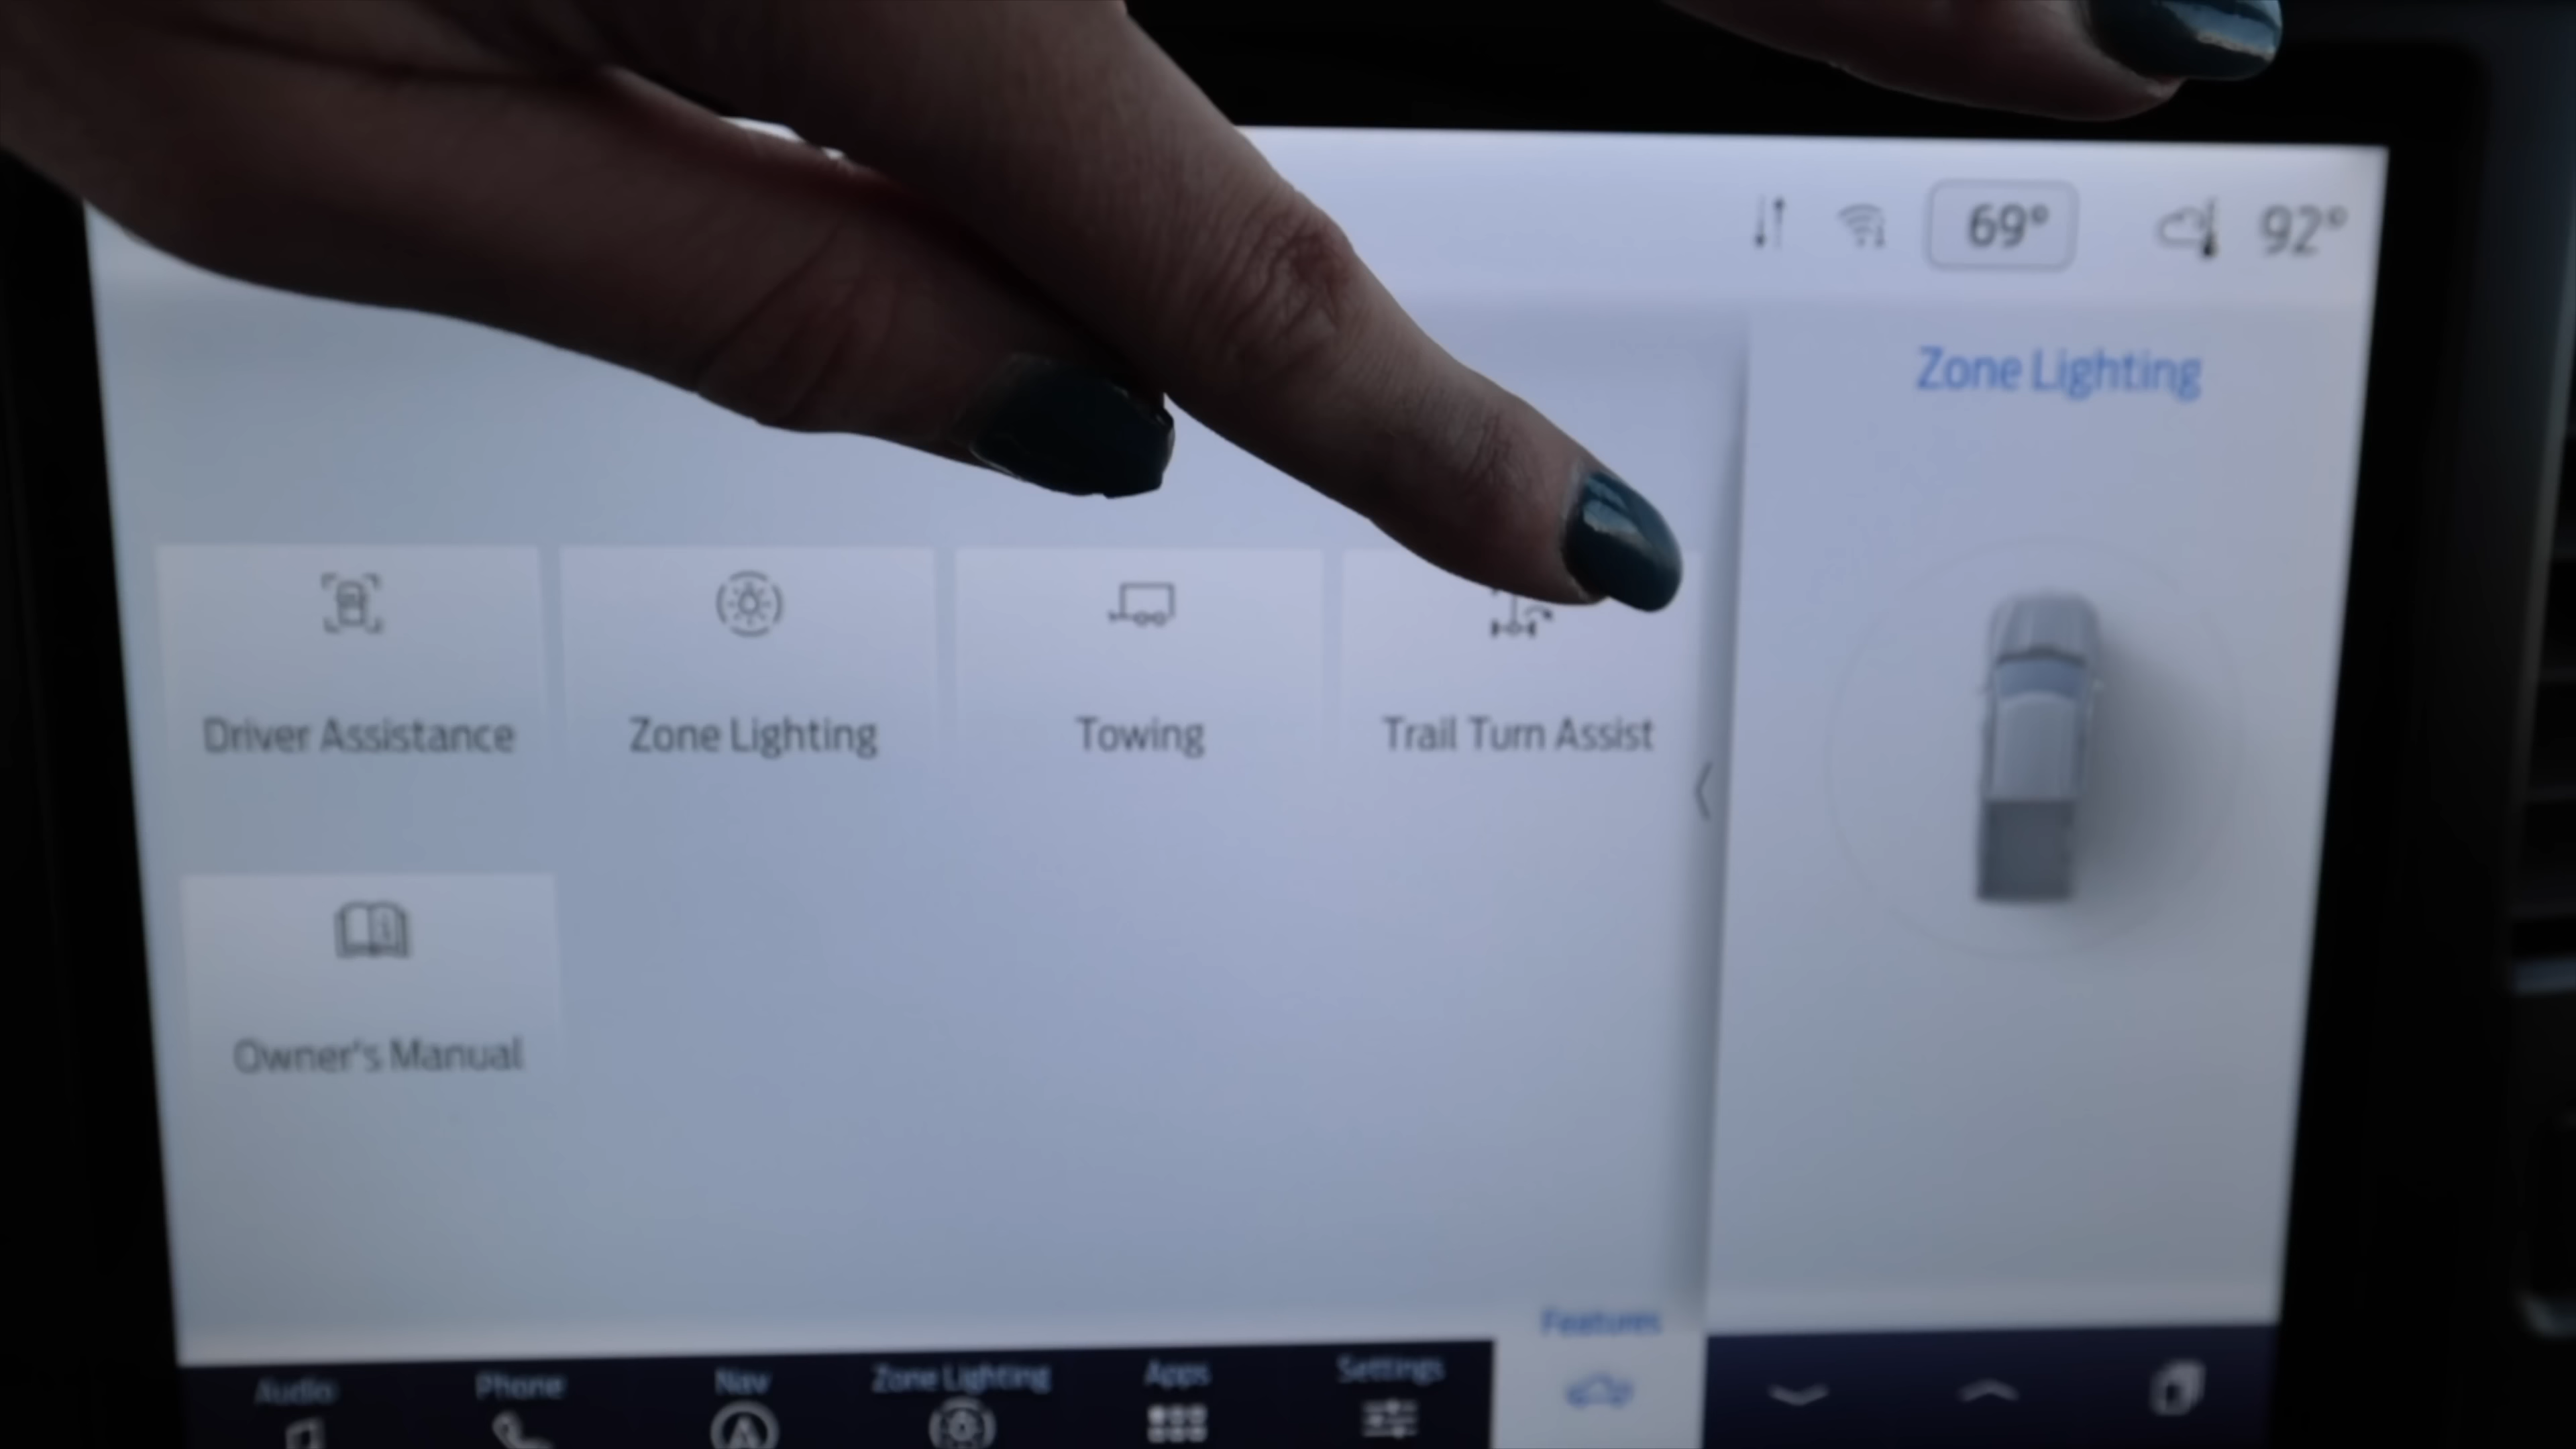 69°
92°
Zone Lighting
Driver Assistance
Zone Lighting
Towing
Trail Turn Assist
Owner's Manual
Features
Audio
Phone
Nav
Zone Lighting
Apps
Settings